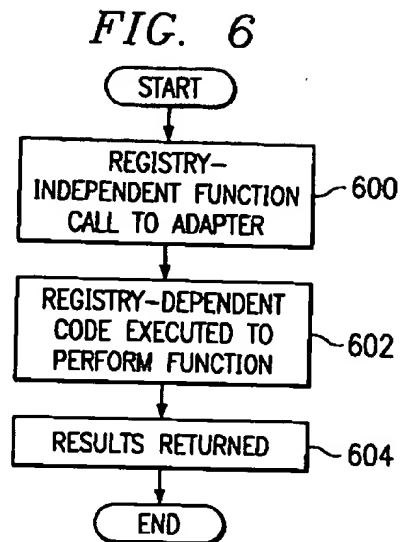 FIG. 6
START
REGISTRY-
INDEPENDENT FUNCTION
CALL TO ADAPTER
600
REGISTRY-DEPENDENT
CODE EXECUTED TO
PERFORM FUNCTION
602
RESULTS RETURNED
604
END